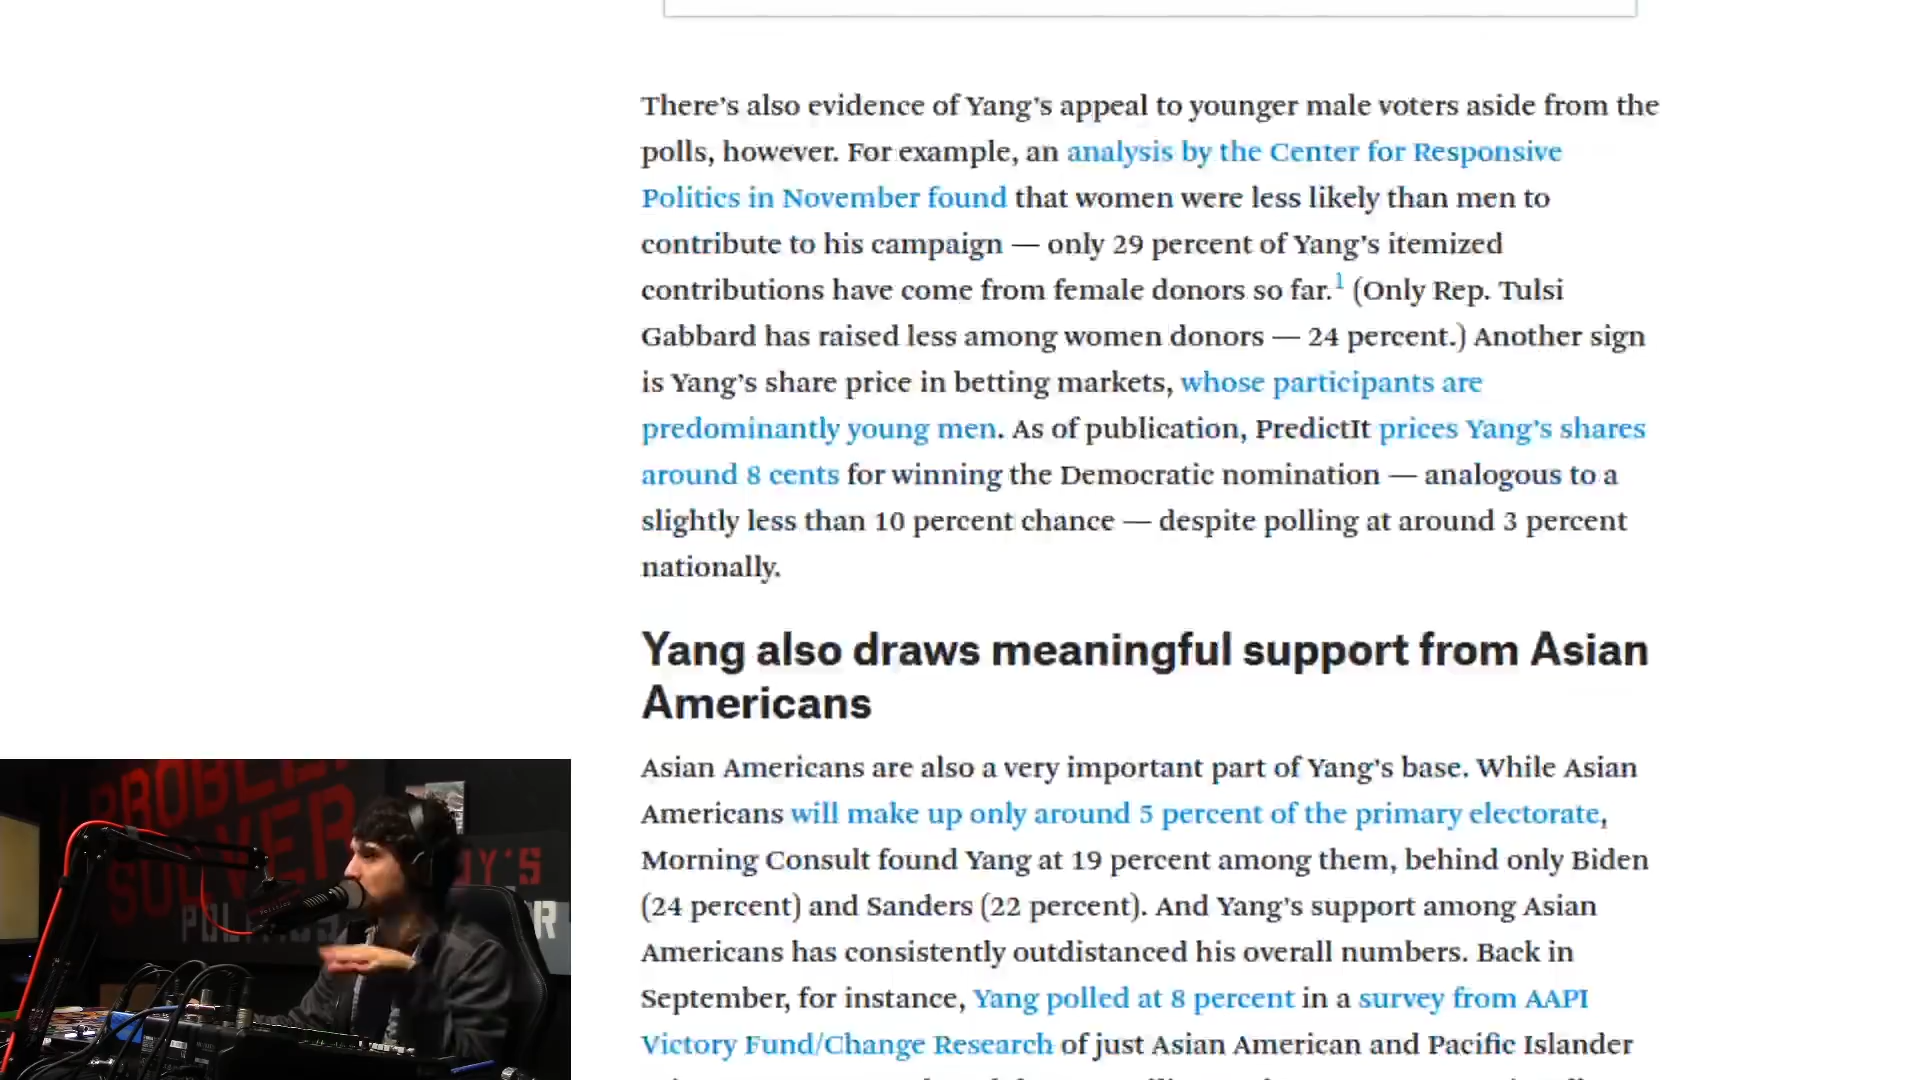 There's also evidence of Yang's appeal to younger male voters aside from the
polls, however. For example, an analysis by the Center for Responsive
Politics in November found that women were less likely than men to
contribute to his campaign — only 29 percent of Yang's itemized
contributions have come from female donors so far.1 (Only Rep. Tulsi
Gabbard has raised less among women donors — 24 percent.) Another sign
is Yang's share price in betting markets, whose participants are
predominantly young men. As of publication, PredictIt prices Yang's shares
around 8 cents for winning the Democratic nomination — analogous to a
slightly less than 10 percent chance — despite polling at around 3 percent
nationally.
Yang also draws meaningful support from Asian
Americans
Asian Americans are also a very important part of Yang's base. While Asian
Americans will make up only around 5 percent of the primary electorate,
Morning Consult found Yang at 19 percent among them, behind only Biden
(24 percent) and Sanders (22 percent). And Yang's support among Asian
Americans has consistently outdistanced his overall numbers. Back in
September, for instance, Yang polled at 8 percent in a survey from AAPI
Victory Fund/Change Research of just Asian American and Pacific Islander
PROBLEM
SOLVER